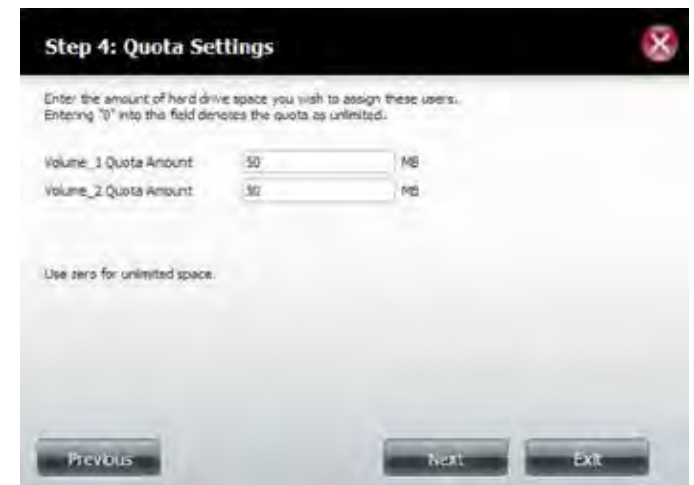 Step 4: Quota Settings
Enter the amount of hard drive space you wish to assign these users.
Entering "0" into this field denotes the quota as unlimited.
Volume_1 Quota Amount 50 MB
Volume_2 Quota Amount 50 MB
Use zero for unlimited space.
Previous Next Exit